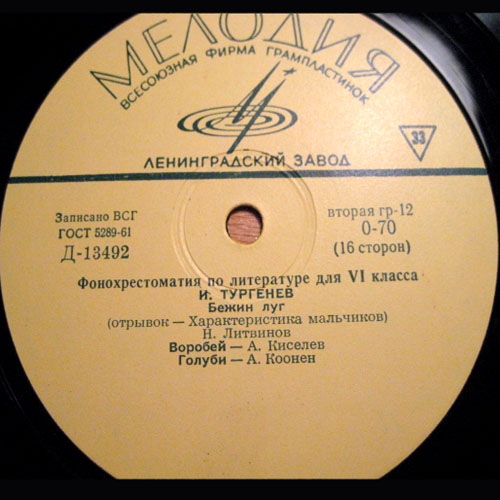 МЕЛОДИЯ
ВСЕСОЮЗНАЯ ФИРМА ГРАМПЛАСТИНОК
33
ЛЕНИНГРАДСКИЙ ЗАВОД
Записано ВСГ
ГОСТ 5289-61
Д-13492
вторая гр-12
0-70
(16 сторон)
Фонохрестоматия по литературе для VI класса
И. ТУРГЕНЕВ
Бежин луг
(отрывок — Характеристика мальчиков)
Н. Литвинов
Воробей — А. Киселев
Голуби — А. Коонен